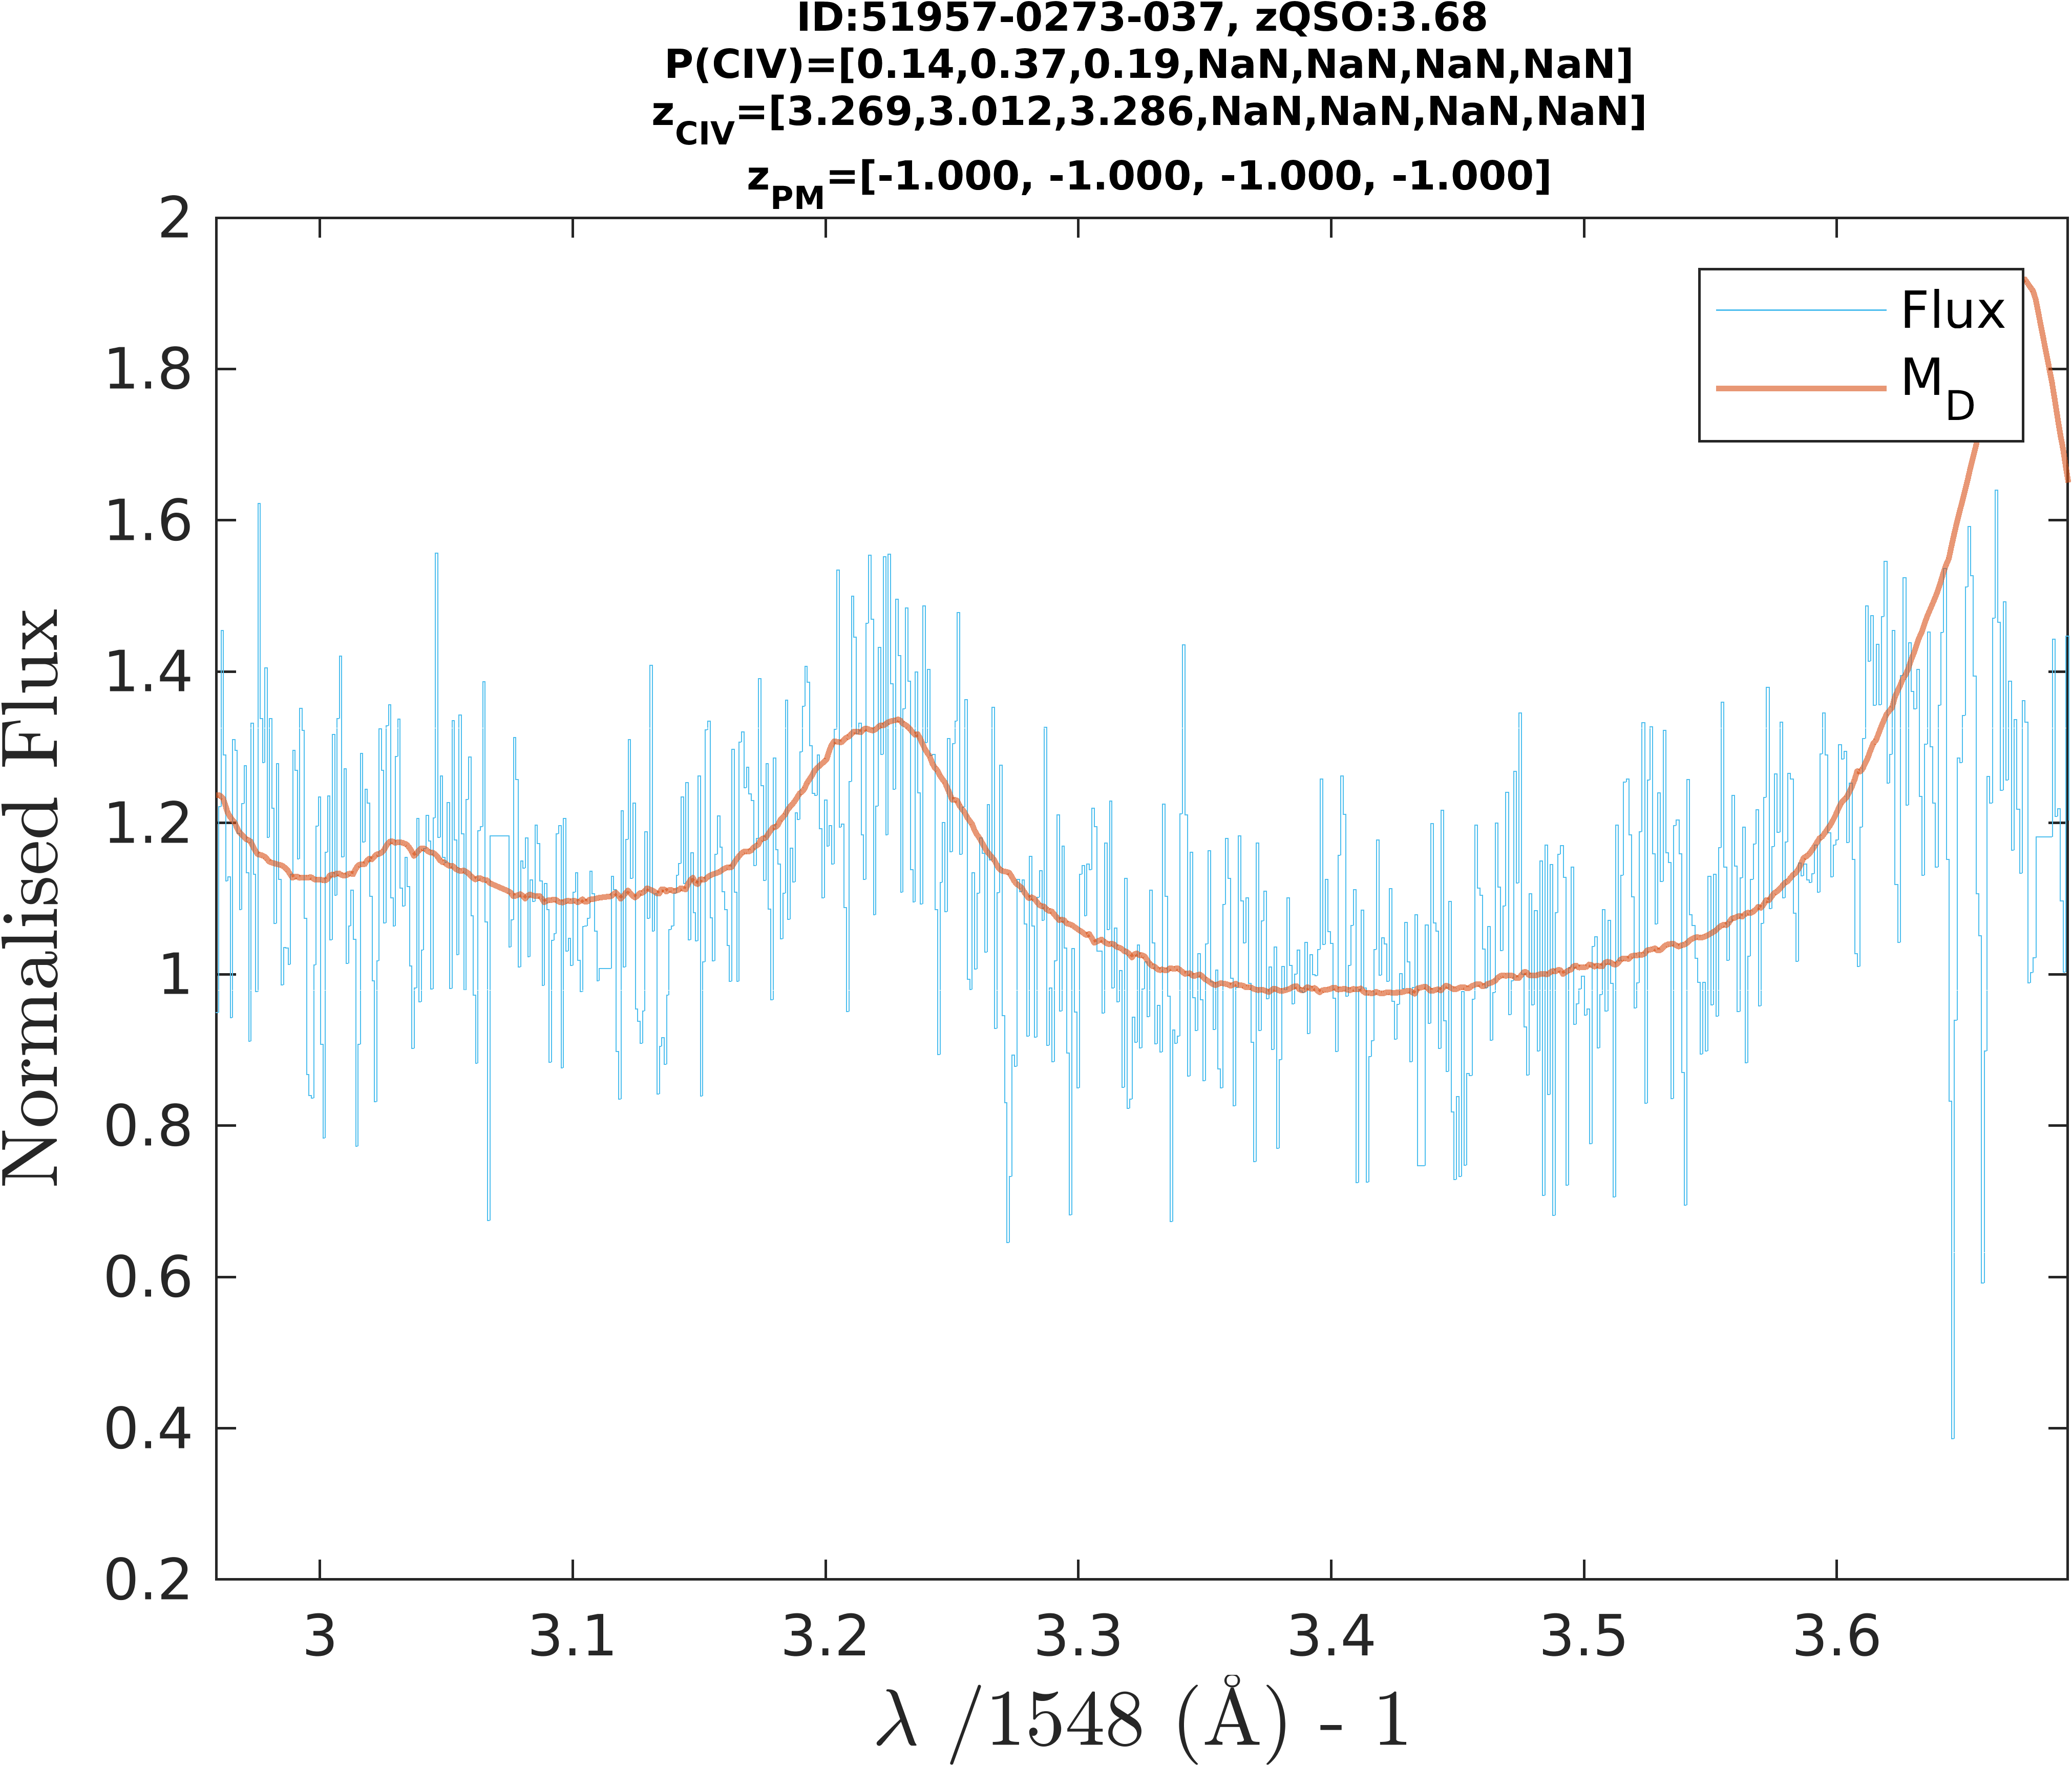 ID:51957-0273-037, zQSO:3.68
P(CIV)=[0.14,0.37,0.19,NaN,NaN,NaN,NaN]
zCIV=[3.269,3.012,3.286,NaN,NaN,NaN,NaN]
zPM=[-1.000, -1.000, -1.000, -1.000]
2
1.8
1.6
1.4
1.2
1
0.8
0.6
0.4
0.2
Normalised Flux
Flux
MD
3 3.1 3.2 3.3 3.4 3.5 3.6
λ /1548 (Å) - 1